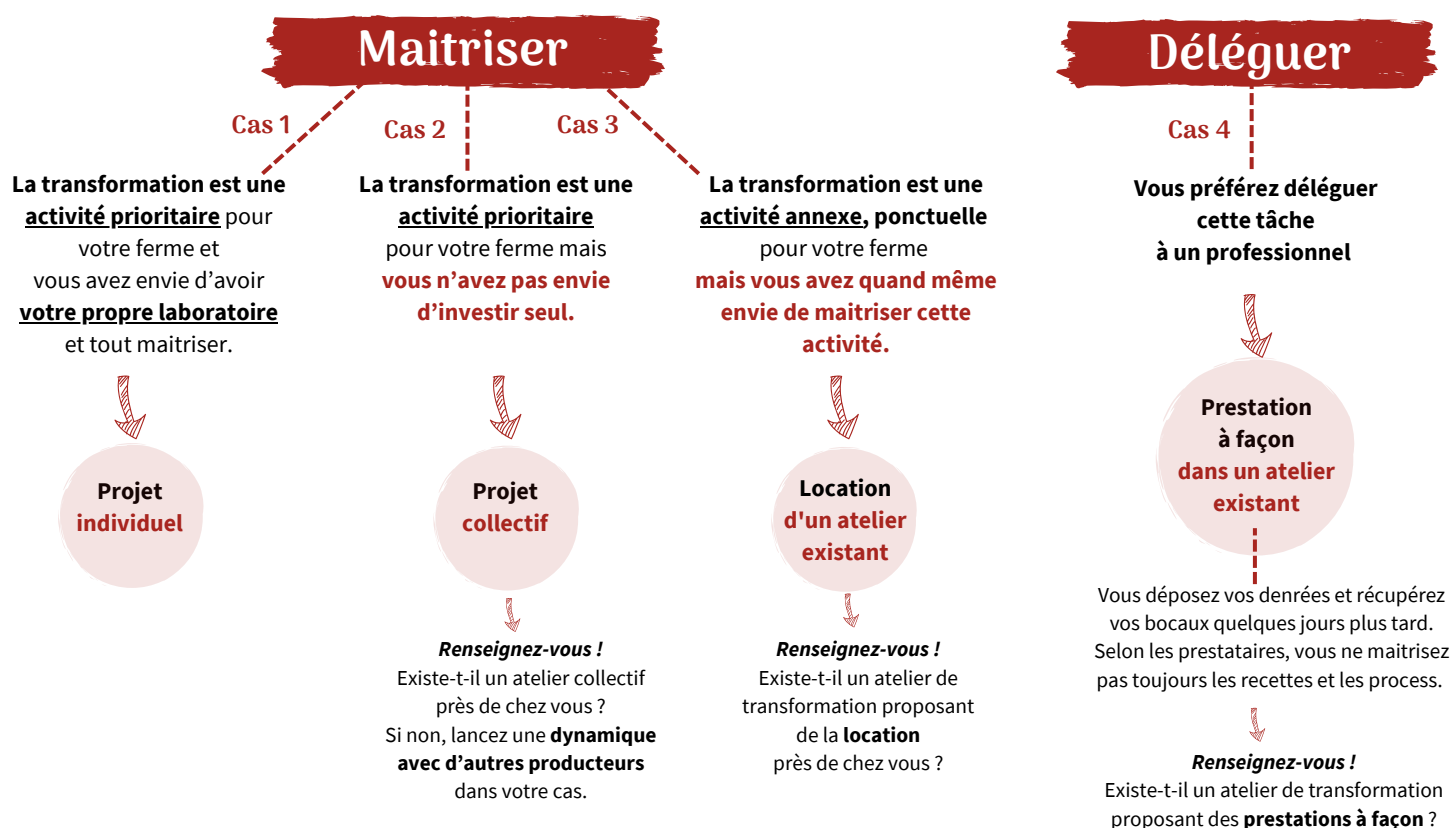 Maitriser
Cas 1
Cas 2
Cas 3
La transformation est une
activité prioritaire pour
votre ferme et
vous avez envie d'avoir
votre propre laboratoire
et tout maitriser.
Projet
individuel
La transformation est une
activité prioritaire
pour votre ferme mais
vous n'avez pas envie
d'investir seul.
Projet
collectif
Renseignez-vous !
Existe-t-il un atelier collectif
près de chez vous ?
Si non, lancez une dynamique
avec d'autres producteurs
dans votre cas.
La transformation est une
activité annexe, ponctuelle
pour votre ferme
mais vous avez quand même
envie de maitriser cette
activité.
Location
d'un atelier
existant
Renseignez-vous !
Existe-t-il un atelier de
transformation proposant
de la location
près de chez vous ?
Déléguer
Cas 4
Vous préférez déléguer
cette tâche
à un professionnel
Prestation
à façon
dans un atelier
existant
Vous déposez vos denrées et récupérez
vos bocaux quelques jours plus tard.
Selon les prestataires, vous ne maitrisez
pas toujours les recettes et les process.
Renseignez-vous !
Existe-t-il un atelier de transformation
proposant des prestations à façon ?